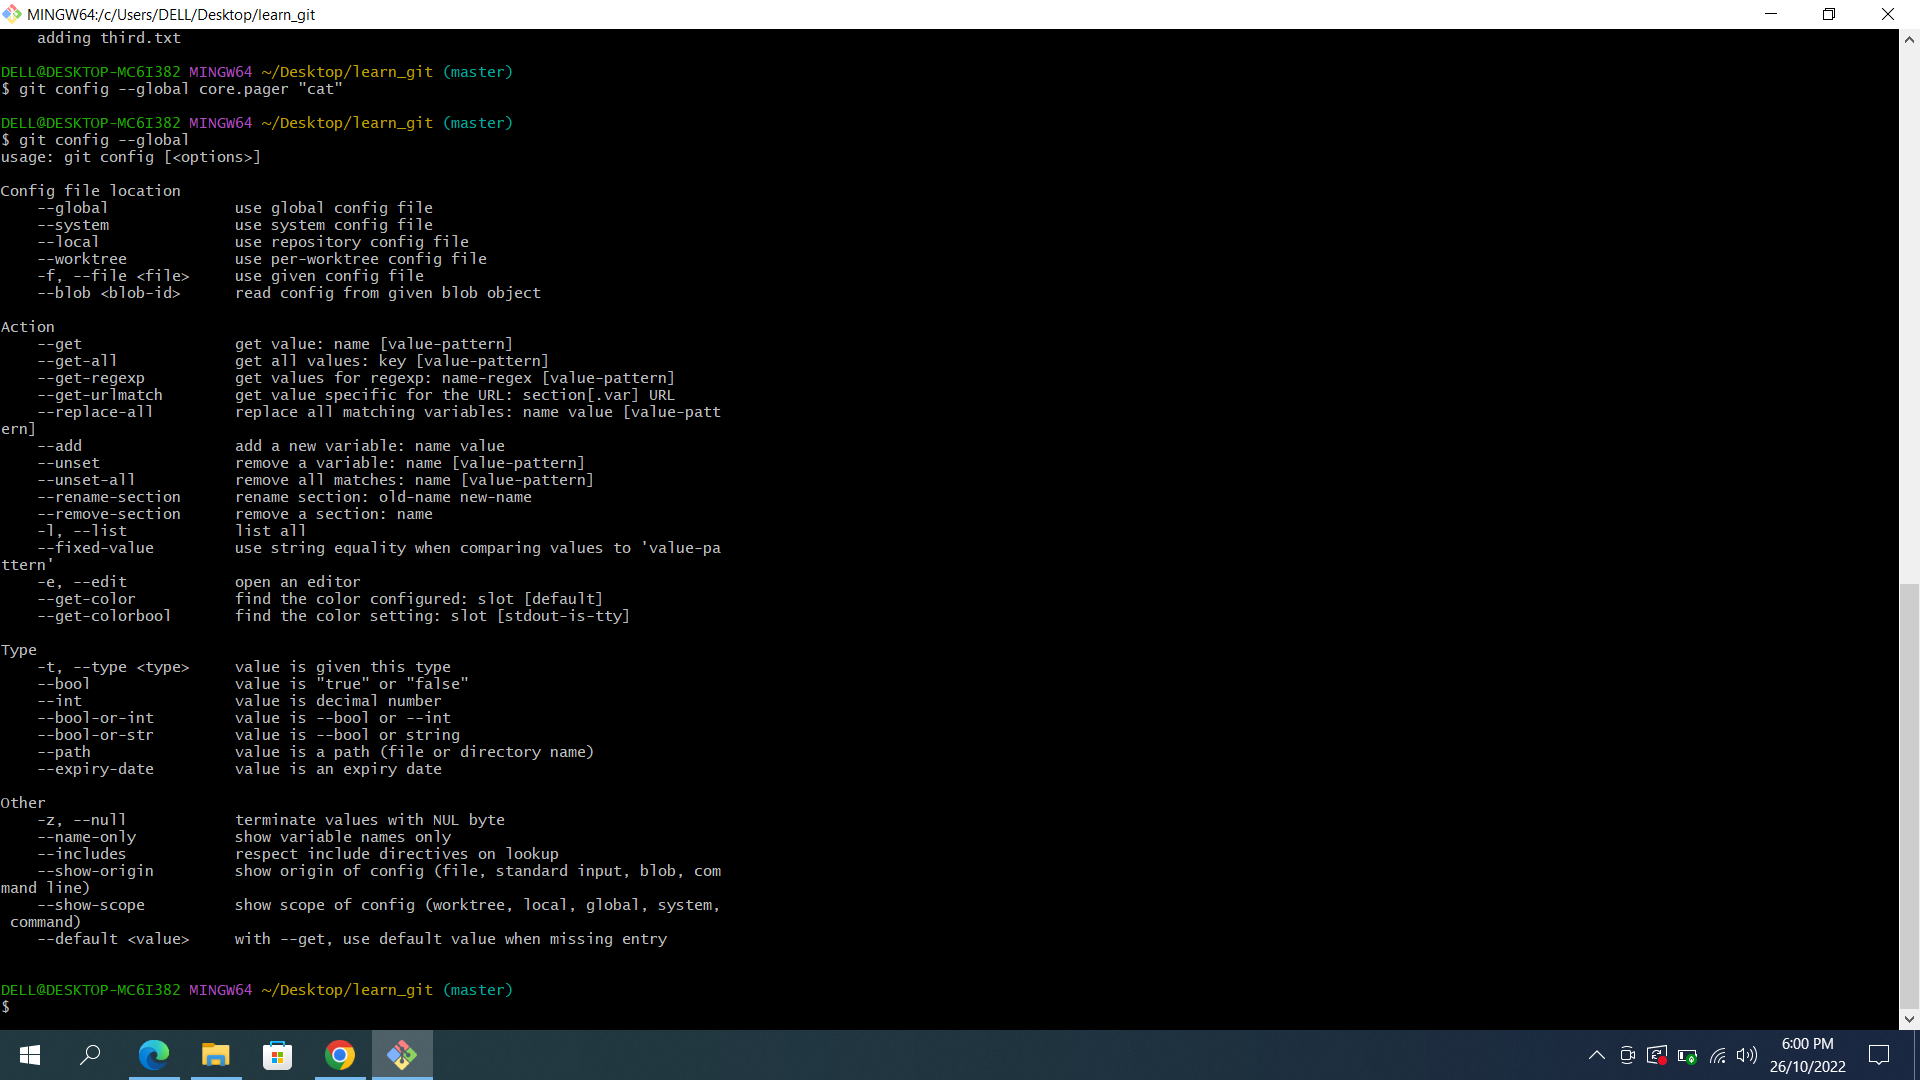 MINGW64:/c/Users/DELL/Desktop/learn_git
    adding third.txt

DELL@DESKTOP-MC6I382 MINGW64 ~/Desktop/learn_git (master)
$ git config --global core.pager "cat"

DELL@DESKTOP-MC6I382 MINGW64 ~/Desktop/learn_git (master)
$ git config --global
usage: git config [<options>]

Config file location
    --global              use global config file
    --system              use system config file
    --local               use repository config file
    --worktree            use per-worktree config file
    -f, --file <file>     use given config file
    --blob <blob-id>      read config from given blob object

Action
    --get                 get value: name [value-pattern]
    --get-all             get all values: key [value-pattern]
    --get-regexp          get values for regexp: name-regex [value-pattern]
    --get-urlmatch        get value specific for the URL: section[.var] URL
    --replace-all         replace all matching variables: name value [value-patt
ern]
    --add                 add a new variable: name value
    --unset               remove a variable: name [value-pattern]
    --unset-all           remove all matches: name [value-pattern]
    --rename-section      rename section: old-name new-name
    --remove-section      remove a section: name
    -l, --list            list all
    --fixed-value         use string equality when comparing values to 'value-pa
ttern'
    -e, --edit            open an editor
    --get-color           find the color configured: slot [default]
    --get-colorbool       find the color setting: slot [stdout-is-tty]

Type
    -t, --type <type>     value is given this type
    --bool                value is "true" or "false"
    --int                 value is decimal number
    --bool-or-int         value is --bool or --int
    --bool-or-str         value is --bool or string
    --path                value is a path (file or directory name)
    --expiry-date         value is an expiry date

Other
    -z, --null            terminate values with NUL byte
    --name-only           show variable names only
    --includes            respect include directives on lookup
    --show-origin         show origin of config (file, standard input, blob, com
mand line)
    --show-scope          show scope of config (worktree, local, global, system,
 command)
    --default <value>     with --get, use default value when missing entry

DELL@DESKTOP-MC6I382 MINGW64 ~/Desktop/learn_git (master)
$
6:00 PM
26/10/2022